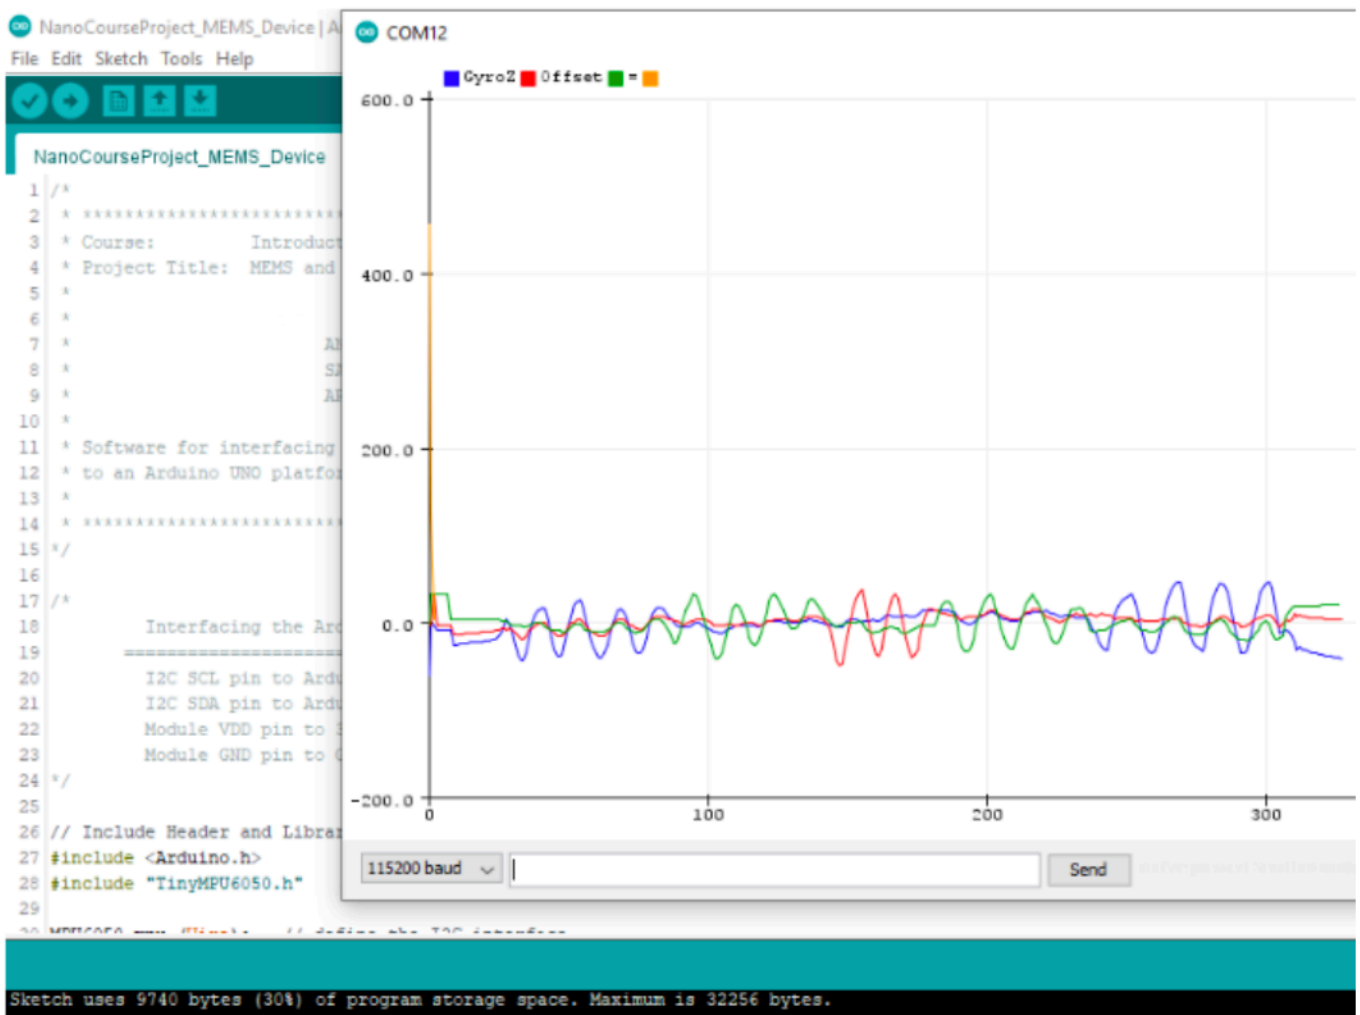 NanoCourseProject_MEMS_Device | A
File Edit Sketch Tools Help
NanoCourseProject_MEMS_Device
1 /*
2 * *************************
3 * Course: Introduct
4 * Project Title: MEMS and
5 *
6 *
7 * AN
8 * SA
9 * AR
10 *
11 * Software for interfacing
12 * to an Arduino UNO platfor
13 *
14 * *************************
15 */
16
17 /*
18 Interfacing the Ard
19 =====================
20 I2C SCL pin to Ardu
21 I2C SDA pin to Ardu
22 Module VDD pin to 3
23 Module GND pin to G
24 */
25
26 // Include Header and Librar
27 #include <Arduino.h>
28 #include "TinyMPU6050.h"
29
COM12
GyroZ Offset =
600.0
400.0
200.0
0.0
-200.0
0 100 200 300
115200 baud
Send
Sketch uses 9740 bytes (30%) of program storage space. Maximum is 32256 bytes.